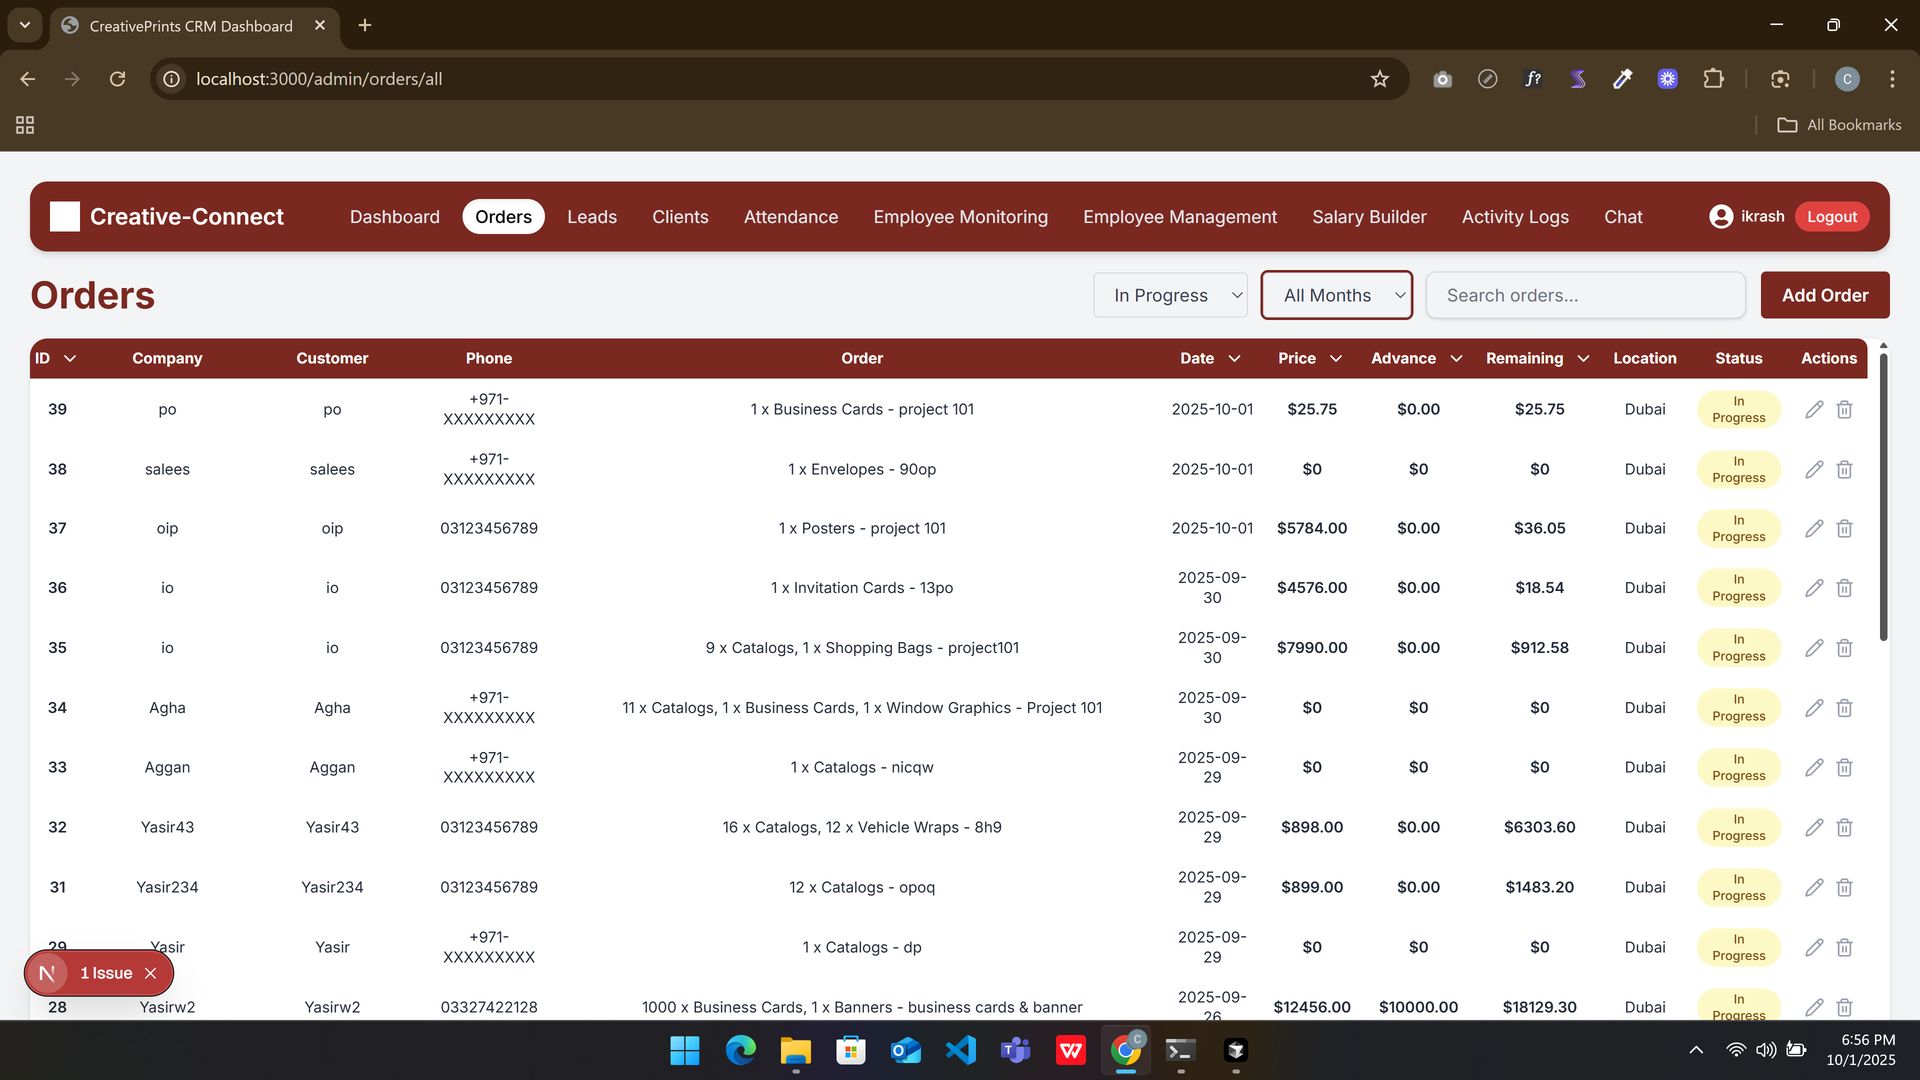 CreativePrints CRM Dashboard
localhost:3000/admin/orders/all
f?
C
All Bookmarks
Creative-Connect Dashboard Orders Leads Clients Attendance Employee Monitoring Employee Management Salary Builder Activity Logs Chat ikrash Logout
Orders In Progress All Months Search orders... Add Order
ID Company Customer Phone Order Date Price Advance Remaining Location Status Actions
39 po po +971-XXXXXXXXX 1 x Business Cards - project 101 2025-10-01 $25.75 $0.00 $25.75 Dubai In Progress
38 salees salees +971-XXXXXXXXX 1 x Envelopes - 90op 2025-10-01 $0 $0 $0 Dubai In Progress
37 oip oip 03123456789 1 x Posters - project 101 2025-10-01 $5784.00 $0.00 $36.05 Dubai In Progress
36 io io 03123456789 1 x Invitation Cards - 13po 2025-09-30 $4576.00 $0.00 $18.54 Dubai In Progress
35 io io 03123456789 9 x Catalogs, 1 x Shopping Bags - project101 2025-09-30 $7990.00 $0.00 $912.58 Dubai In Progress
34 Agha Agha +971-XXXXXXXXX 11 x Catalogs, 1 x Business Cards, 1 x Window Graphics - Project 101 2025-09-30 $0 $0 $0 Dubai In Progress
33 Aggan Aggan +971-XXXXXXXXX 1 x Catalogs - nicqw 2025-09-29 $0 $0 $0 Dubai In Progress
32 Yasir43 Yasir43 03123456789 16 x Catalogs, 12 x Vehicle Wraps - 8h9 2025-09-29 $898.00 $0.00 $6303.60 Dubai In Progress
31 Yasir234 Yasir234 03123456789 12 x Catalogs - opoq 2025-09-29 $899.00 $0.00 $1483.20 Dubai In Progress
29 Yasir Yasir +971-XXXXXXXXX 1 x Catalogs - dp 2025-09-29 $0 $0 $0 Dubai In Progress
N 1 Issue
28 Yasirw2 Yasirw2 03327422128 1000 x Business Cards, 1 x Banners - business cards & banner 2025-09-26 $12456.00 $10000.00 $18129.30 Dubai In Progress
C
6:56 PM
10/1/2025